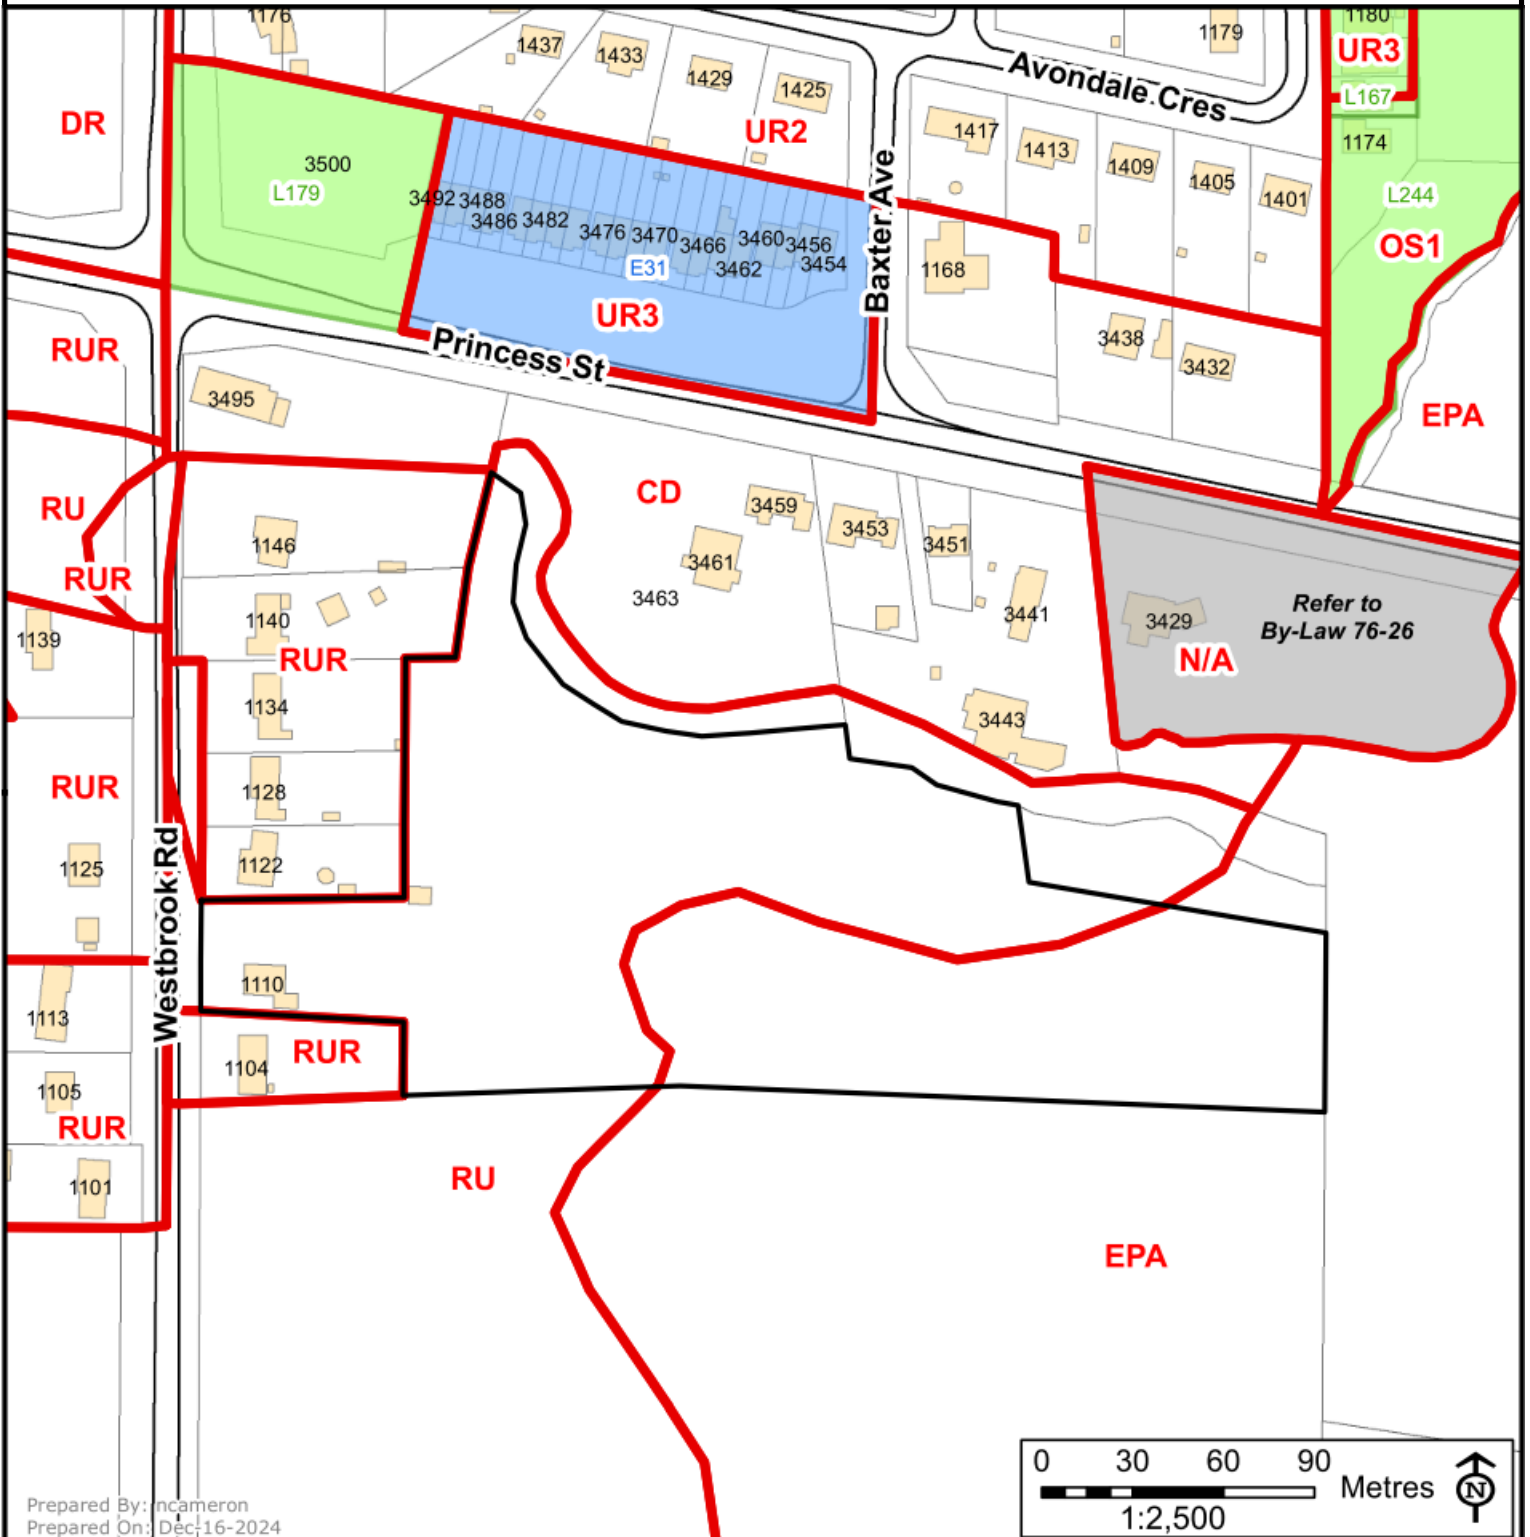 1176
1437
1433
1429
1425
1179
1180
UR3
L167
1174
Avondale Cres
DR
UR2
1417
1413
1409
1405
1401
3500
L179
L244
OS1
3492
3488
3486
3482
3476
3470
3466
3462
3460
3456
3454
E31
UR3
Baxter Ave
1168
3438
3432
EPA
Princess St
RUR
3495
RU
RUR
CD
3459
3453
3451
3461
3463
3441
3443
3429
Refer to
By-Law 76-26
N/A
1146
1140
1139
RUR
1134
RUR
1128
1125
1122
Westbrook Rd
1110
1113
1104
RUR
1105
RUR
1101
RU
EPA
0 30 60 90
Metres
N
1:2,500
Prepared By: ncameron
Prepared On: Dec-16-2024